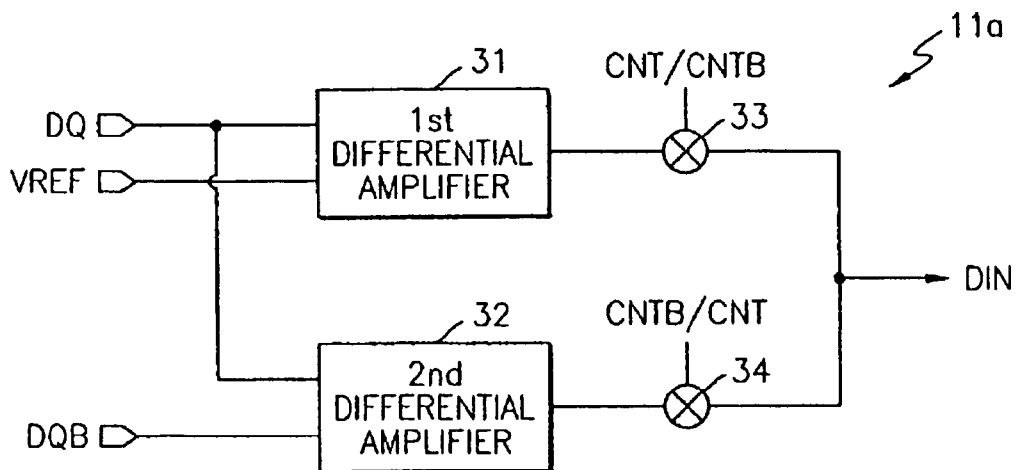 11a
31
CNT/CNTB
DQ
1st
DIFFERENTIAL
AMPLIFIER
33
VREF
DIN
32
CNTB/CNT
2nd
DIFFERENTIAL
AMPLIFIER
34
DQB